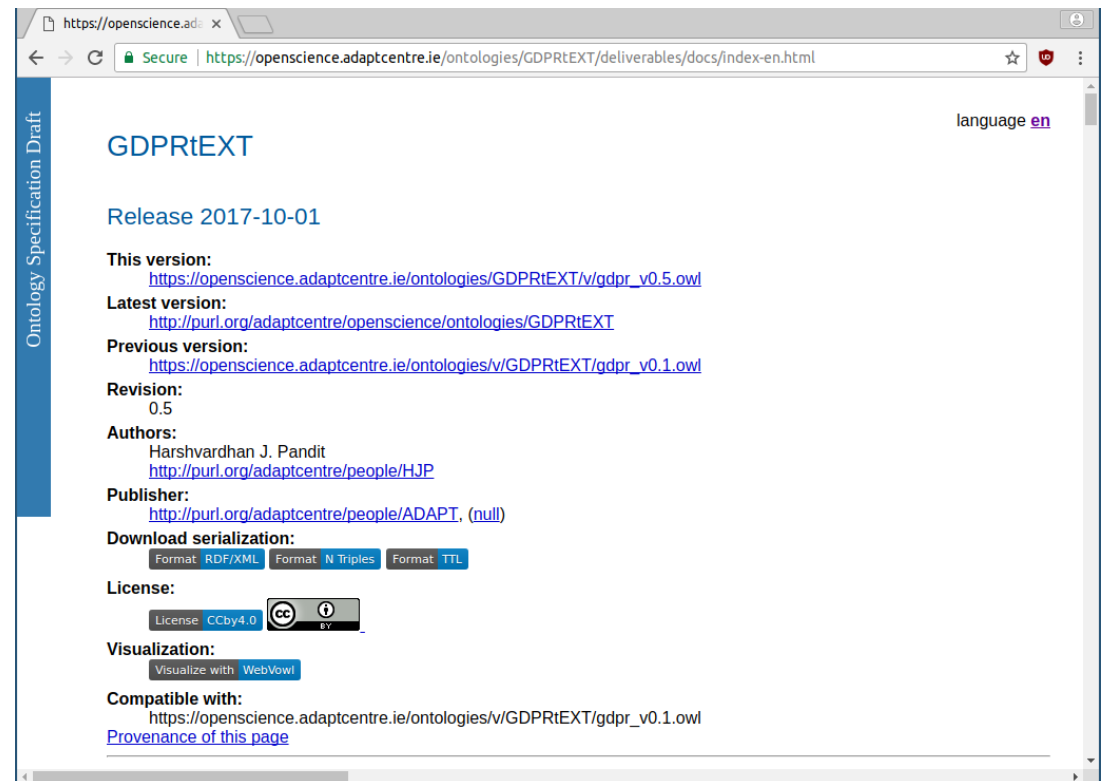 https://openscience.ada
Secure | https://openscience.adaptcentre.ie/ontologies/GDPRtEXT/deliverables/docs/index-en.html
Ontology Specification Draft
language en
GDPRtEXT
Release 2017-10-01
This version:
https://openscience.adaptcentre.ie/ontologies/GDPRtEXT/v/gdpr_v0.5.owl
Latest version:
http://purl.org/adaptcentre/openscience/ontologies/GDPRtEXT
Previous version:
https://openscience.adaptcentre.ie/ontologies/v/GDPRtEXT/gdpr_v0.1.owl
Revision:
0.5
Authors:
Harshvardhan J. Pandit
http://purl.org/adaptcentre/people/HJP
Publisher:
http://purl.org/adaptcentre/people/ADAPT, (null)
Download serialization:
Format RDF/XML Format N Triples Format TTL
License:
License CCby4.0 cc BY
Visualization:
Visualize with WebVowl
Compatible with:
https://openscience.adaptcentre.ie/ontologies/v/GDPRtEXT/gdpr_v0.1.owl
Provenance of this page